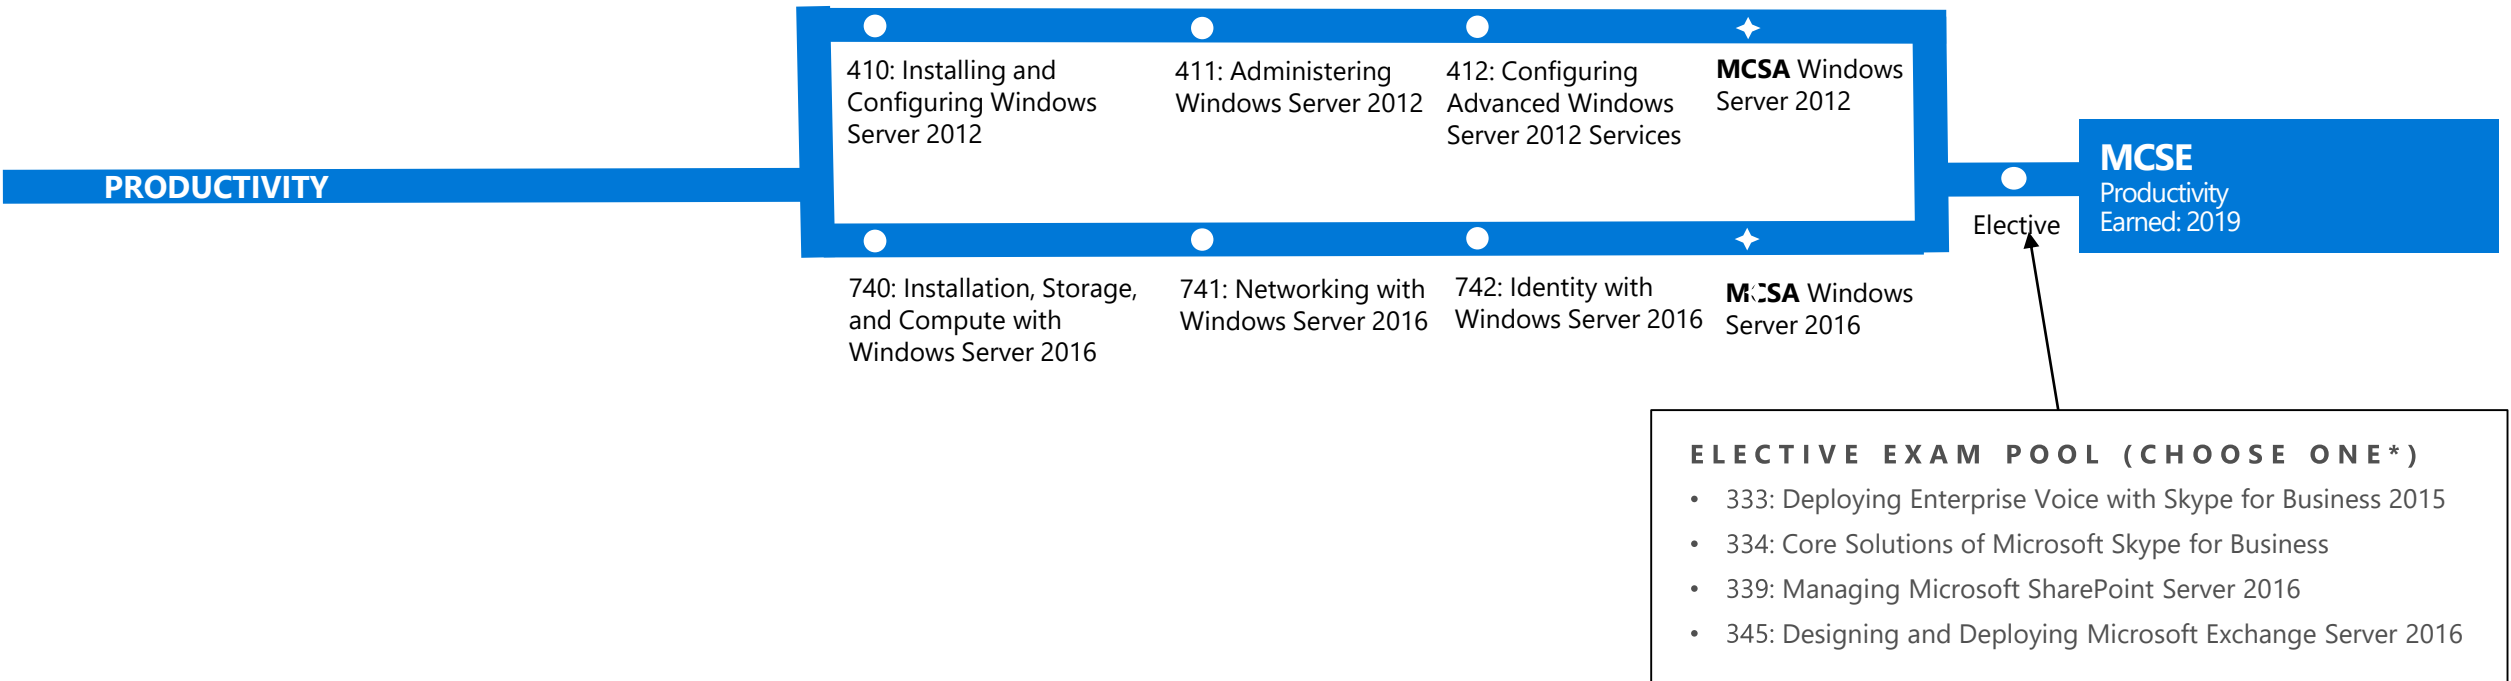 PRODUCTIVITY
410: Installing and
Configuring Windows
Server 2012
411: Administering
Windows Server 2012
412: Configuring
Advanced Windows
Server 2012 Services
MCSA Windows
Server 2012
740: Installation, Storage,
and Compute with
Windows Server 2016
741: Networking with
Windows Server 2016
742: Identity with
Windows Server 2016
MCSA Windows
Server 2016
Elective
MCSE
Productivity
Earned: 2019
ELECTIVE EXAM POOL (CHOOSE ONE*)
• 333: Deploying Enterprise Voice with Skype for Business 2015
• 334: Core Solutions of Microsoft Skype for Business
• 339: Managing Microsoft SharePoint Server 2016
• 345: Designing and Deploying Microsoft Exchange Server 2016